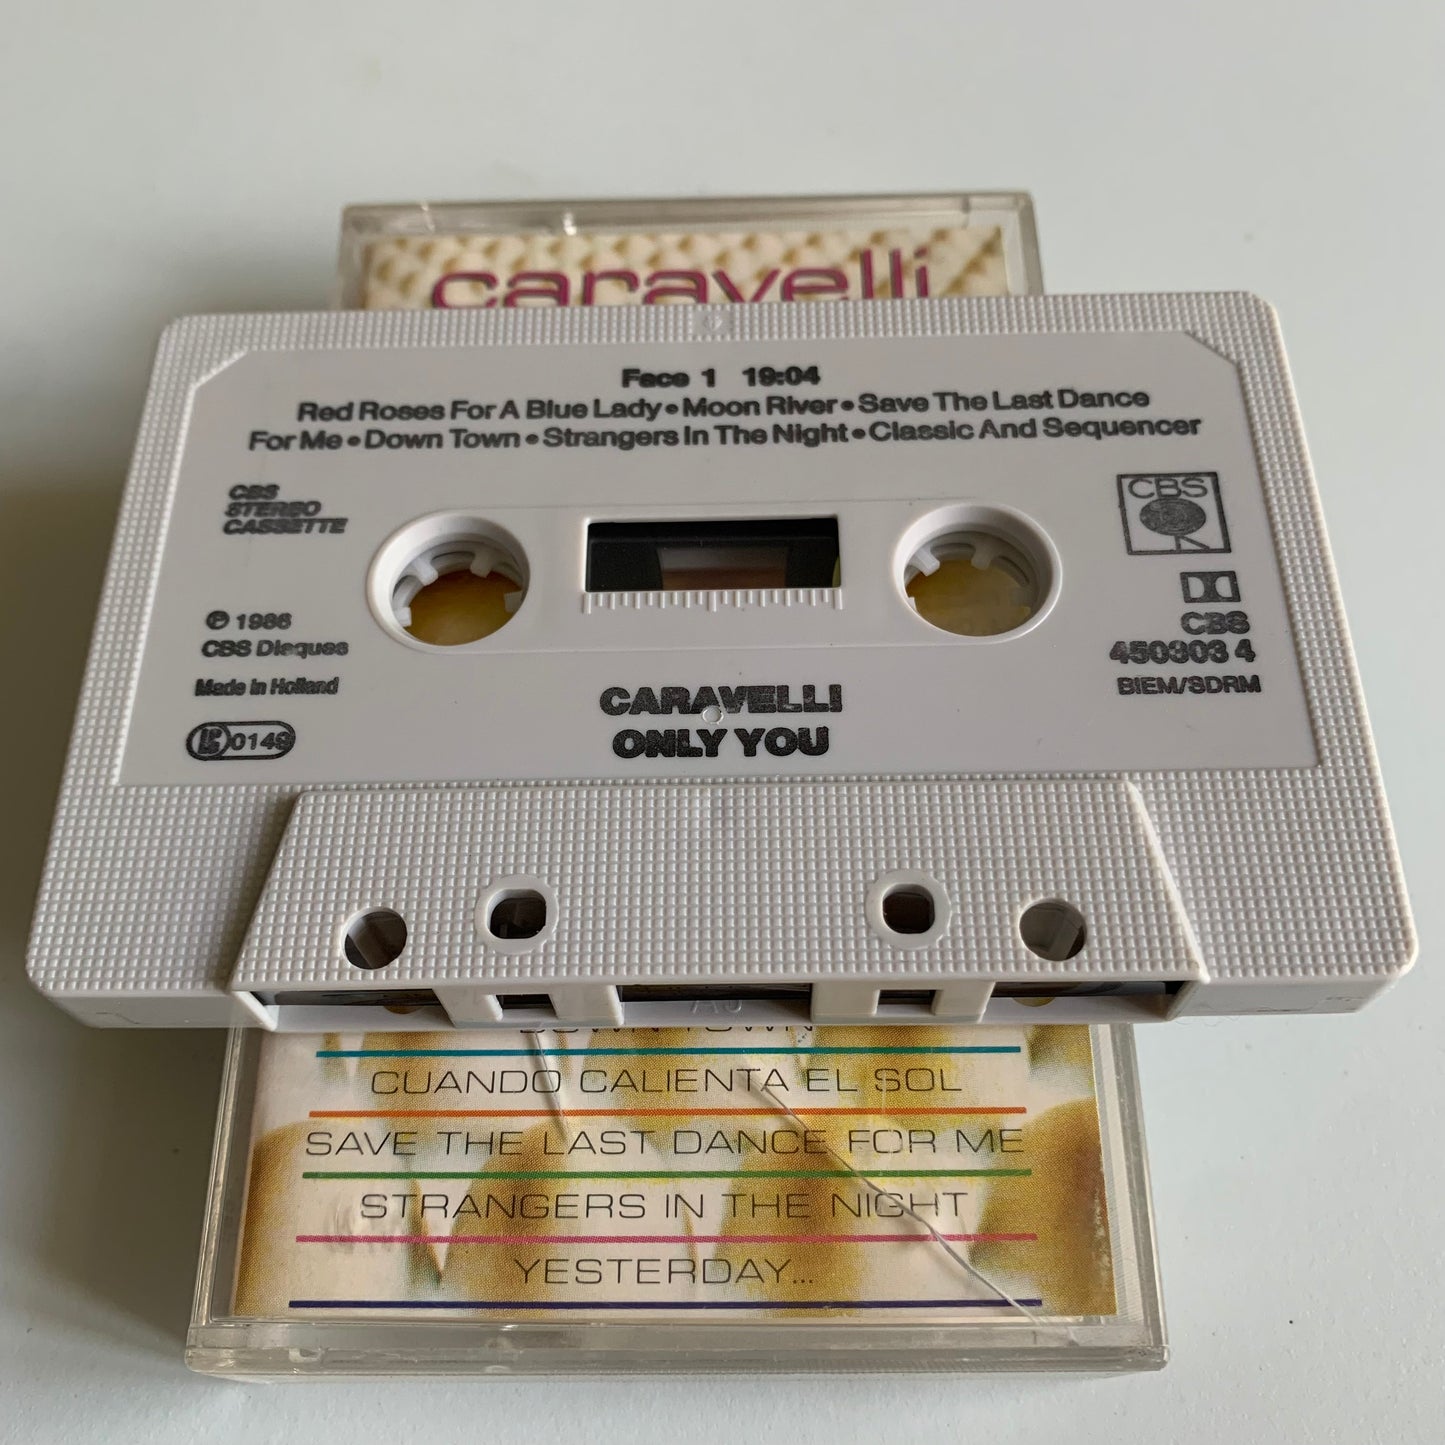 caravelli
Face 1 19:04
Red Roses For A Blue Lady • Moon River • Save The Last Dance
For Me • Down Town • Strangers In The Night • Classic And Sequencer
CBS
STEREO
CASSETTE
CBS
℗ 1986
CBS Disques
Made in Holland
0149
CBS
450303 4
BIEM/SDRM
CARAVELLI
ONLY YOU
DOWN TOWN
CUANDO CALIENTA EL SOL
SAVE THE LAST DANCE FOR ME
STRANGERS IN THE NIGHT
YESTERDAY...